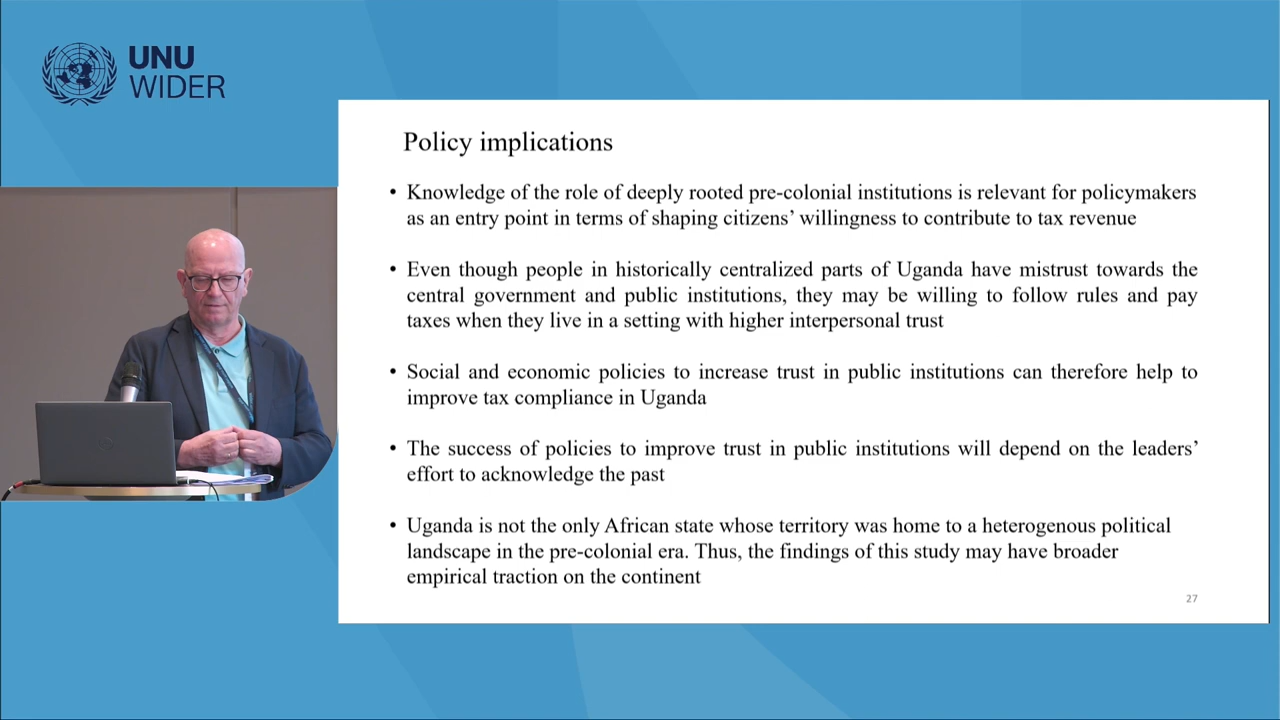 UNU
WIDER
Policy implications
• Knowledge of the role of deeply rooted pre-colonial institutions is relevant for policymakers
as an entry point in terms of shaping citizens’ willingness to contribute to tax revenue
• Even though people in historically centralized parts of Uganda have mistrust towards the
central government and public institutions, they may be willing to follow rules and pay
taxes when they live in a setting with higher interpersonal trust
• Social and economic policies to increase trust in public institutions can therefore help to
improve tax compliance in Uganda
• The success of policies to improve trust in public institutions will depend on the leaders’
effort to acknowledge the past
• Uganda is not the only African state whose territory was home to a heterogenous political
landscape in the pre-colonial era. Thus, the findings of this study may have broader
empirical traction on the continent
27